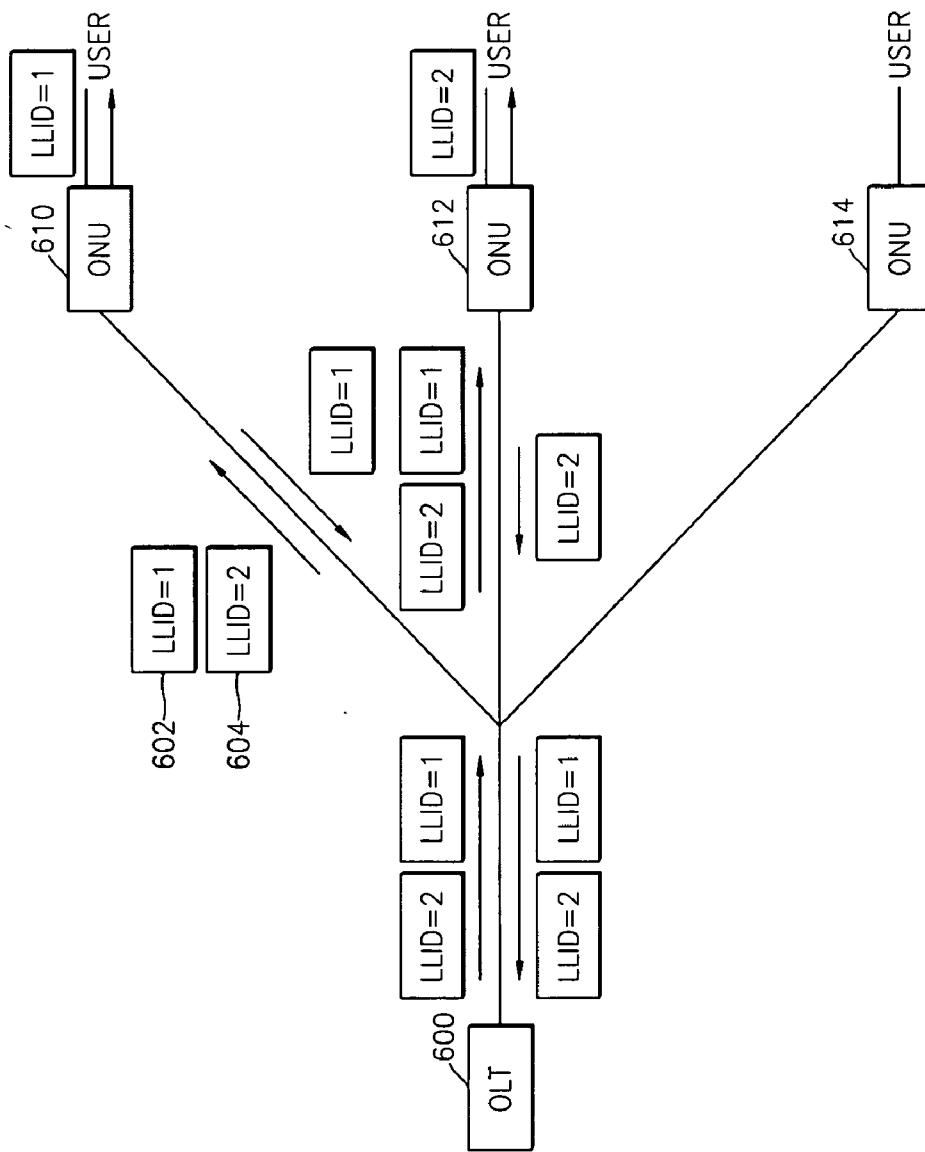 LLID=1
USER
610
ONU
LLID=2
USER
612
ONU
USER
614
ONU
LLID=1
LLID=1
LLID=2
LLID=2
602
LLID=1
604
LLID=2
LLID=1
LLID=2
LLID=1
LLID=2
600
OLT